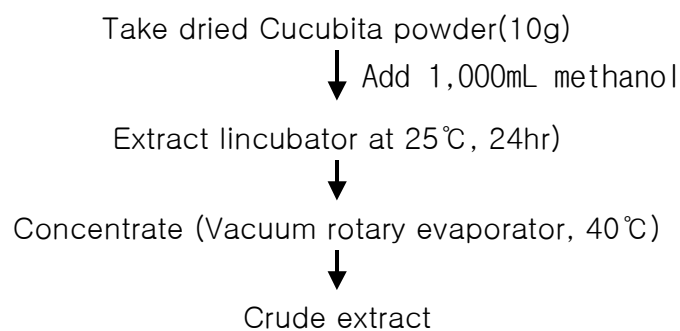 Take dried Cucubita powder(10g)
Add 1,000mL methanol
Extract lincubator at 25℃, 24hr)
Concentrate (Vacuum rotary evaporator, 40℃)
Crude extract